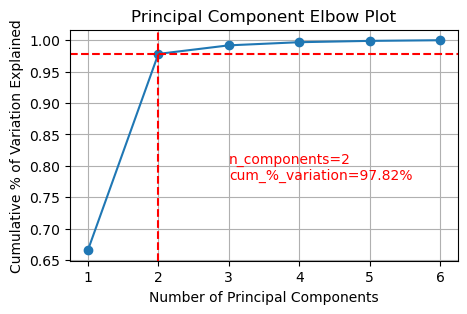 Principal Component Elbow Plot
Cumulative % of Variation Explained
1.00
0.95
0.90
0.85
0.80
0.75
0.70
0.65
n_components=2
cum_%_variation=97.82%
1 2 3 4 5 6
Number of Principal Components